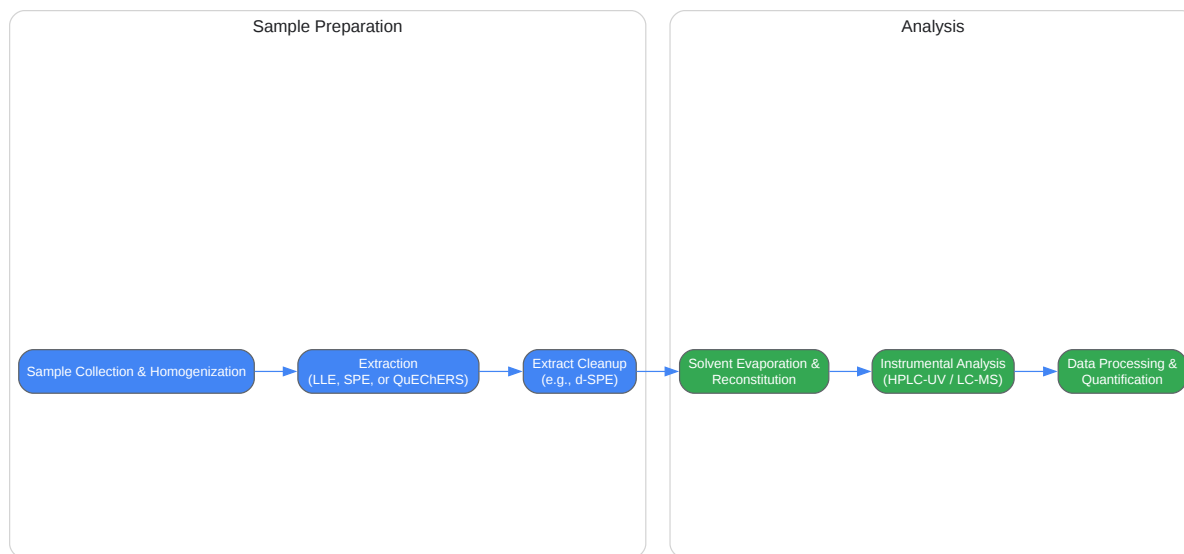 Sample Preparation
Analysis
Sample Collection & Homogenization
Extraction
(LLE, SPE, or QuEChERS)
Extract Cleanup
(e.g., d-SPE)
Solvent Evaporation &
Reconstitution
Instrumental Analysis
(HPLC-UV / LC-MS)
Data Processing &
Quantification